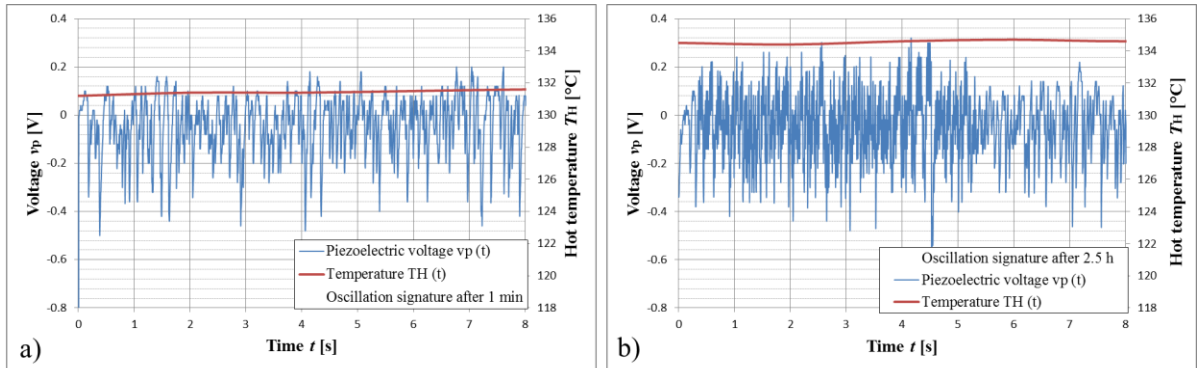 0.4
0.2
0
-0.2
-0.4
-0.6
-0.8
Voltage vp [V]
136
134
132
130
128
126
124
122
120
118
Hot temperature TH [°C]
Piezoelectric voltage vp (t)
Temperature TH (t)
Oscillation signature after 1 min
0 1 2 3 4 5 6 7 8
Time t [s]
a)
0.4
0.2
0
-0.2
-0.4
-0.6
-0.8
Voltage vp [V]
136
134
132
130
128
126
124
122
120
118
Hot temperature TH [°C]
Oscillation signature after 2.5 h
Piezoelectric voltage vp (t)
Temperature TH (t)
0 1 2 3 4 5 6 7 8
Time t [s]
b)